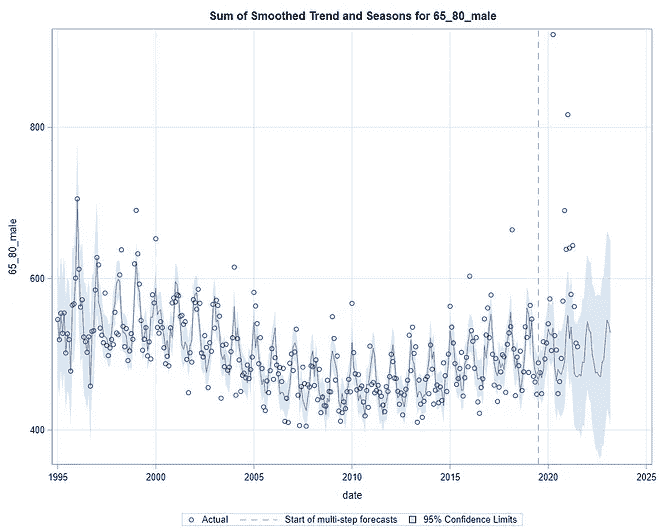 Sum of Smoothed Trend and Seasons for 65_80_male
65_80_male
800
600
400
1995
2000
2005
2010
2015
2020
2025
date
Actual
Start of multi-step forecasts
95% Confidence Limits